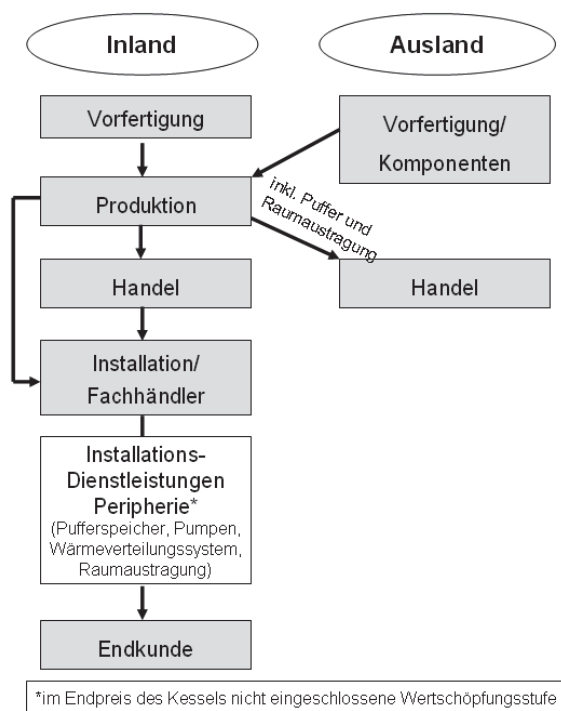 Inland
Ausland
Vorfertigung
Vorfertigung/
Komponenten
Produktion
inkl. Puffer und
Raumaustragung
Handel
Handel
Installation/
Fachhändler
Installations-
Dienstleistungen
Peripherie*
(Pufferspeicher, Pumpen,
Wärmeverteilungssystem,
Raumaustragung)
Endkunde
*im Endpreis des Kessels nicht eingeschlossene Wertschöpfungsstufe